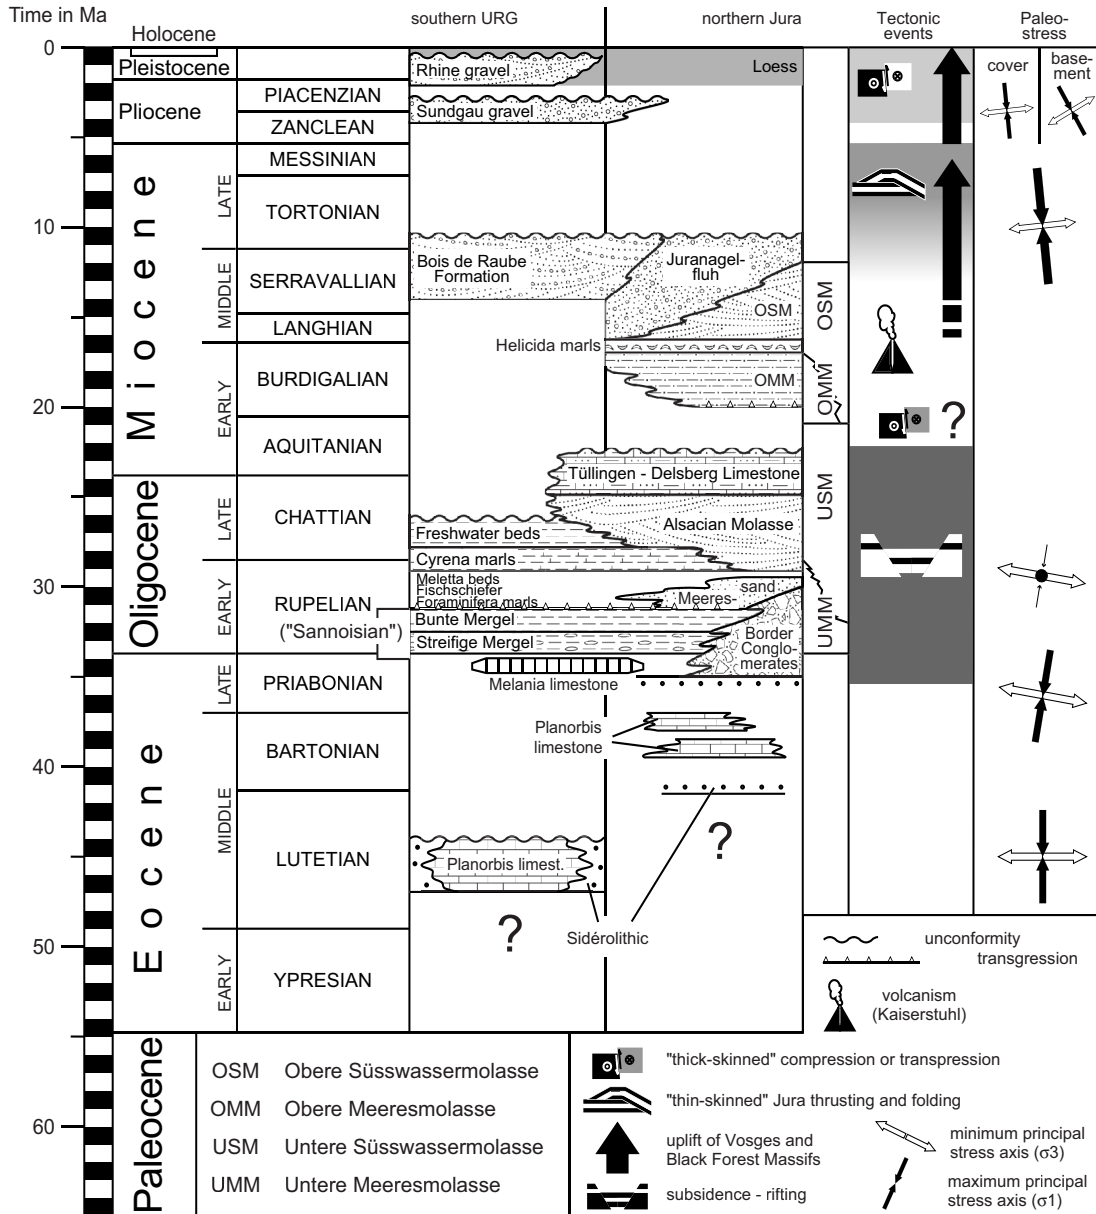 Time in Ma
southern URG
northern Jura
Tectonic
events
Paleo-
stress
Holocene
0
Pleistocene
Rhine gravel
Loess
cover
base-
ment
Pliocene
PIACENZIAN
Sundgau gravel
ZANCLEAN
Miocene
LATE
MESSINIAN
TORTONIAN
10
MIDDLE
SERRAVALLIAN
Bois de Raube
Formation
Juranagel-
fluh
OSM
OSM
LANGHIAN
Helicida marls
EARLY
BURDIGALIAN
OMM
OMM
20
?
AQUITANIAN
Tüllingen - Delsberg Limestone
USM
Oligocene
LATE
CHATTIAN
Alsacian Molasse
Freshwater beds
Cyrena marls
30
EARLY
RUPELIAN
("Sannoisian")
Meletta beds
Fischschiefer
Foraminifera marls
Meeres-
sand
UMM
Bunte Mergel
Streifige Mergel
Border
Conglo-
merates
Eocene
LATE
PRIABONIAN
Melania limestone
Planorbis
limestone
BARTONIAN
40
MIDDLE
?
LUTETIAN
Planorbis limest.
?
Sidérolithic
50
EARLY
YPRESIAN
unconformity
transgression
volcanism
(Kaiserstuhl)
Paleocene
60
OSM Obere Süsswassermolasse
OMM Obere Meeresmolasse
USM Untere Süsswassermolasse
UMM Untere Meeresmolasse
"thick-skinned" compression or transpression
"thin-skinned" Jura thrusting and folding
uplift of Vosges and
Black Forest Massifs
subsidence - rifting
minimum principal
stress axis (σ3)
maximum principal
stress axis (σ1)